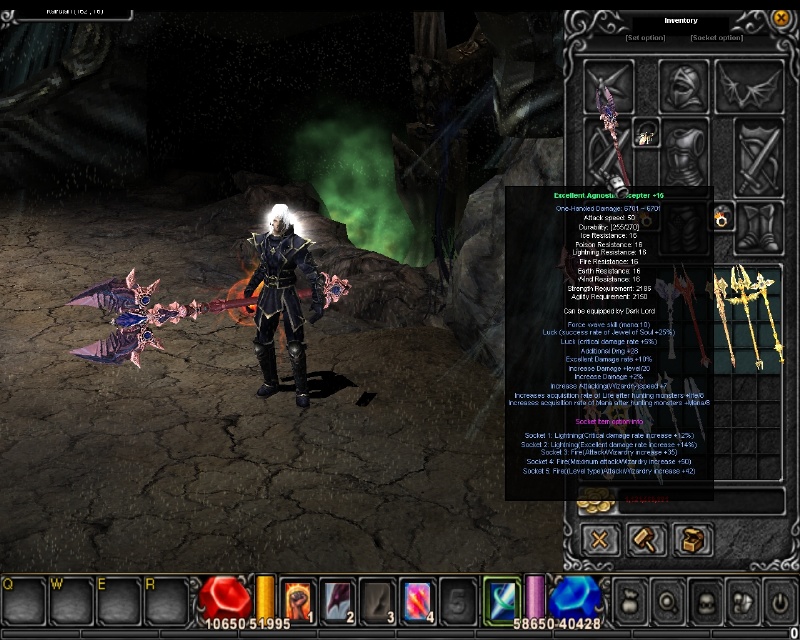 Inventory
[Set option] [Socket option]
One-Handed Damage: 6701 ~ 6701
Attack speed: 50
Durability: [255/270]
Ice Resistance: 16
Poison Resistance: 16
Lightning Resistance: 16
Fire Resistance: 16
Earth Resistance: 16
Wind Resistance: 16
Strength Requirement: 2186
Agility Requirement: 2190
Can be equipped by Dark Lord
Force wave skill (mana:10)
Luck (success rate of Jewel of Soul +25%)
Luck (critical damage rate +5%)
Additional Dmg +28
Excellent Damage rate +10%
Increase Damage +level/20
Increase Damage +2%
Increase Attacking(Wizardry)speed +7
Increases acquisition rate of Life after hunting monsters +life/8
Increases acquisition rate of Mana after hunting monsters +Mana/8
Socket item option info
Socket 1: Lightning(Critical damage rate increase +12%)
Socket 2: Lightning(Excellent damage rate increase +14%)
Socket 3: Fire(Attack/Wizardry increase +35)
Socket 4: Fire(Maximum attack/Wizardry increase +50)
Socket 5: Fire((Level type)Attack/Wizardry increase +42)
Q W E R
1 2 3 4 5
10650 51995 58650 40428
0